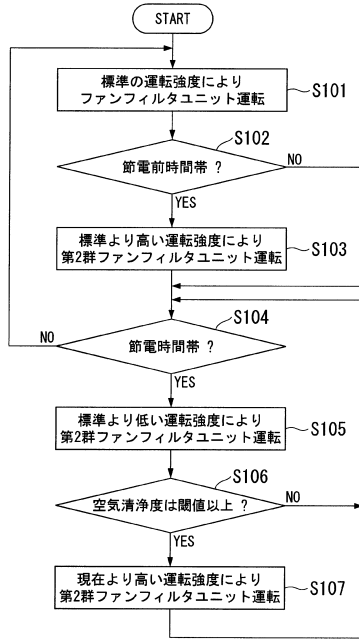 START
標準の運転強度により
ファンフィルタユニット運転
S101
S102
節電前時間帯 ?
NO
YES
標準より高い運転強度により
第2群ファンフィルタユニット運転
S103
S104
NO
節電時間帯 ?
YES
標準より低い運転強度により
第2群ファンフィルタユニット運転
S105
S106
空気清浄度は閾値以上 ?
NO
YES
現在より高い運転強度により
第2群ファンフィルタユニット運転
S107